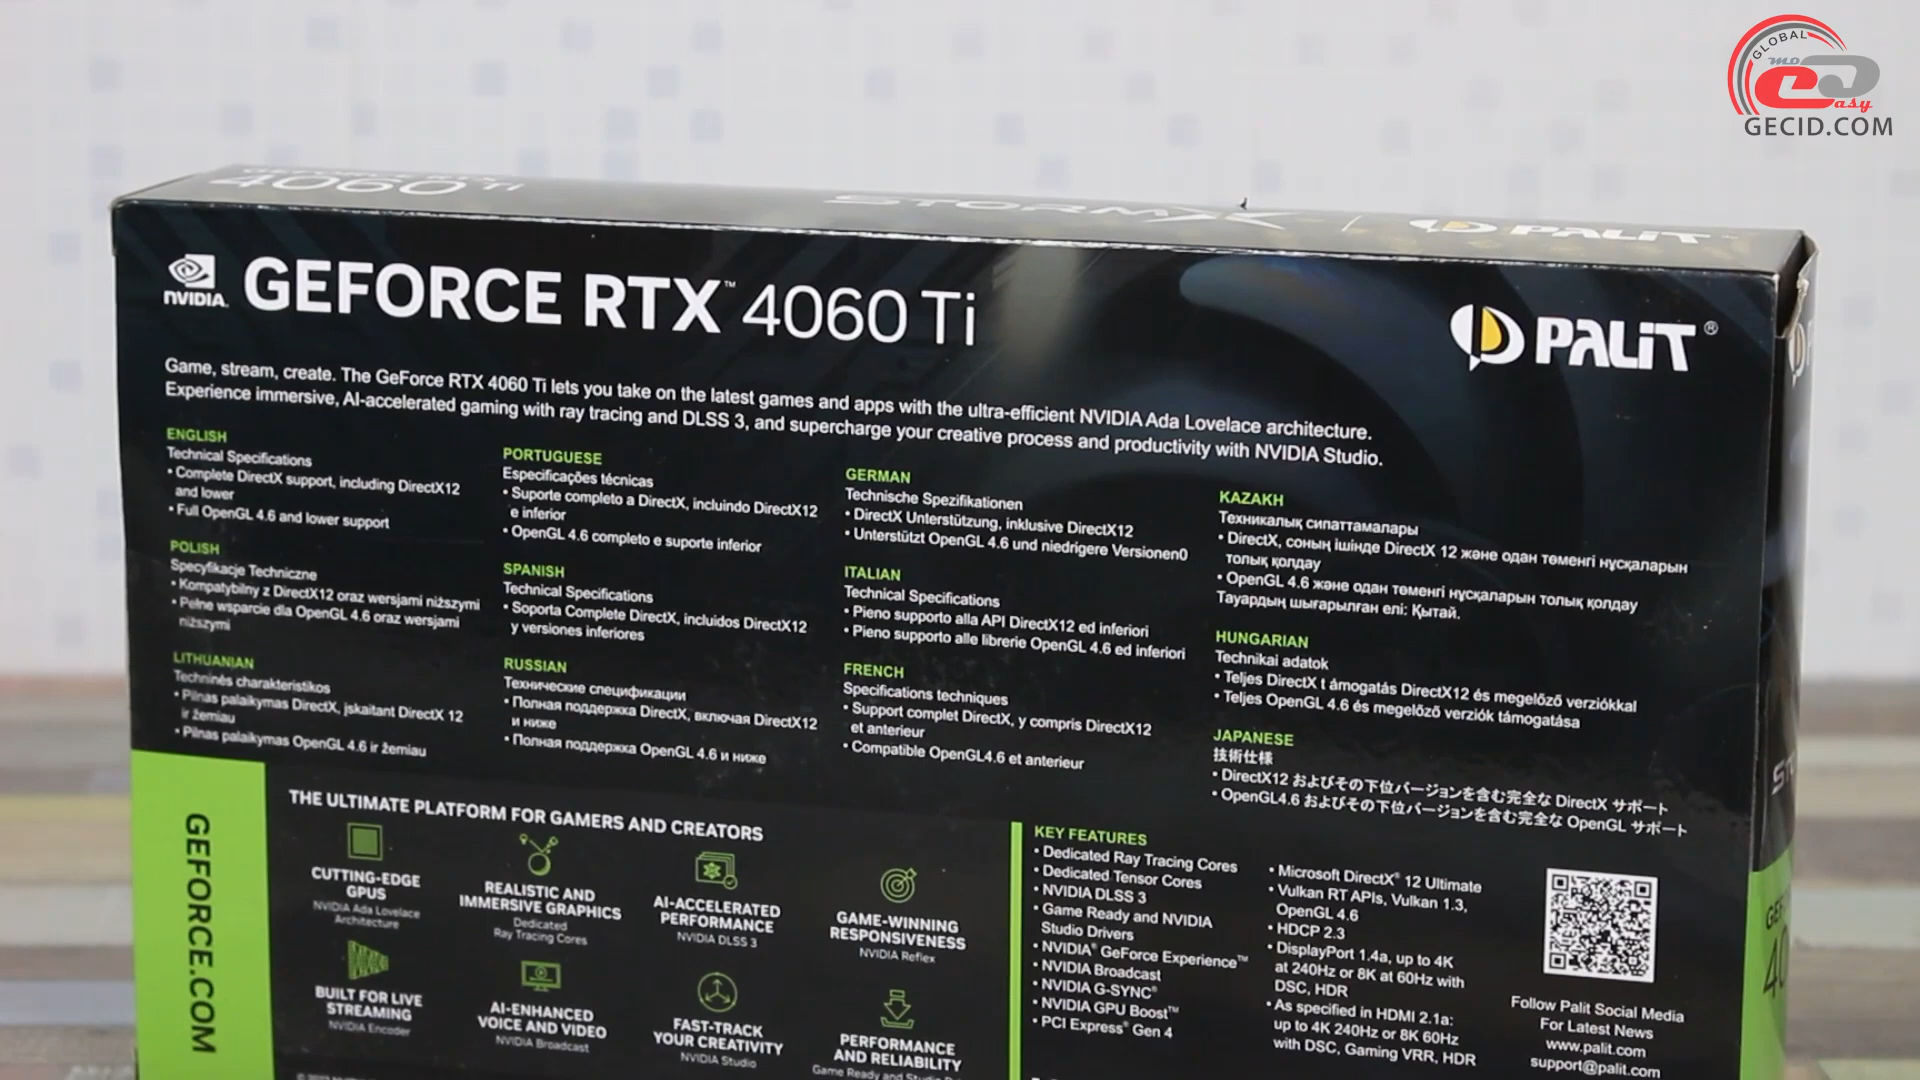 GLOBAL
easy
GECID.COM
4060 Ti
STORMX
PALiT
NVIDIA.
GEFORCE RTX™ 4060 Ti
PALiT®
Game, stream, create. The GeForce RTX 4060 Ti lets you take on the latest games and apps with the ultra-efficient NVIDIA Ada Lovelace architecture.
Experience immersive, AI-accelerated gaming with ray tracing and DLSS 3, and supercharge your creative process and productivity with NVIDIA Studio.
ENGLISH
Technical Specifications
• Complete DirectX support, including DirectX12
and lower
• Full OpenGL 4.6 and lower support
POLISH
Specyfikacje Techniczne
• Kompatybilny z DirectX12 oraz wersjami niższymi
• Pełne wsparcie dla OpenGL 4.6 oraz wersjami
niższymi
LITHUANIAN
Techninės charakteristikos
• Pilnas palaikymas DirectX, įskaitant DirectX 12
ir žemiau
• Pilnas palaikymas OpenGL 4.6 ir žemiau
PORTUGUESE
Especificações técnicas
• Suporte completo a DirectX, incluindo DirectX12
e inferior
• OpenGL 4.6 completo e suporte inferior
SPANISH
Technical Specifications
• Soporta Complete DirectX, incluidos DirectX12
y versiones inferiores
RUSSIAN
Технические спецификации
• Полная поддержка DirectX, включая DirectX12
и ниже
• Полная поддержка OpenGL 4.6 и ниже
GERMAN
Technische Spezifikationen
• DirectX Unterstützung, inklusive DirectX12
• Unterstützt OpenGL 4.6 und niedrigere Versionen0
ITALIAN
Technical Specifications
• Pieno supporto alla API DirectX12 ed inferiori
• Pieno supporto alle librerie OpenGL 4.6 ed inferiori
FRENCH
Specifications techniques
• Support complet DirectX, y compris DirectX12
et anterieur
• Compatible OpenGL4.6 et anterieur
KAZAKH
Техникалық сипаттамалары
• DirectX, соның ішінде DirectX 12 және одан төменгі нұсқаларын
толық қолдау
• OpenGL 4.6 және одан төменгі нұсқаларын толық қолдау
Тауардың шығарылған елі: Қытай.
HUNGARIAN
Technikai adatok
• Teljes DirectX t ámogatás DirectX12 és megelőző verziókkal
• Teljes OpenGL 4.6 és megelőző verziók támogatása
JAPANESE
技術仕様
• DirectX12 およびその下位バージョンを含む完全な DirectX サポート
• OpenGL4.6 およびその下位バージョンを含む完全な OpenGL サポート
GEFORCE.COM
THE ULTIMATE PLATFORM FOR GAMERS AND CREATORS
CUTTING-EDGE
GPUS
NVIDIA Ada Lovelace
Architecture
REALISTIC AND
IMMERSIVE GRAPHICS
Dedicated
Ray Tracing Cores
AI-ACCELERATED
PERFORMANCE
NVIDIA DLSS 3
GAME-WINNING
RESPONSIVENESS
NVIDIA Reflex
BUILT FOR LIVE
STREAMING
NVIDIA Encoder
AI-ENHANCED
VOICE AND VIDEO
NVIDIA Broadcast
FAST-TRACK
YOUR CREATIVITY
NVIDIA Studio
PERFORMANCE
AND RELIABILITY
Game Ready and Studio
KEY FEATURES
• Dedicated Ray Tracing Cores
• Dedicated Tensor Cores
• NVIDIA DLSS 3
• Game Ready and NVIDIA
Studio Drivers
• NVIDIA® GeForce Experience™
• NVIDIA Broadcast
• NVIDIA G-SYNC®
• NVIDIA GPU Boost™
• PCI Express® Gen 4
• Microsoft DirectX® 12 Ultimate
• Vulkan RT APIs, Vulkan 1.3,
OpenGL 4.6
• HDCP 2.3
• DisplayPort 1.4a, up to 4K
at 240Hz or 8K at 60Hz with
DSC, HDR
• As specified in HDMI 2.1a:
up to 4K 240Hz or 8K 60Hz
with DSC, Gaming VRR, HDR
Follow Palit Social Media
For Latest News
www.palit.com
support@palit.com